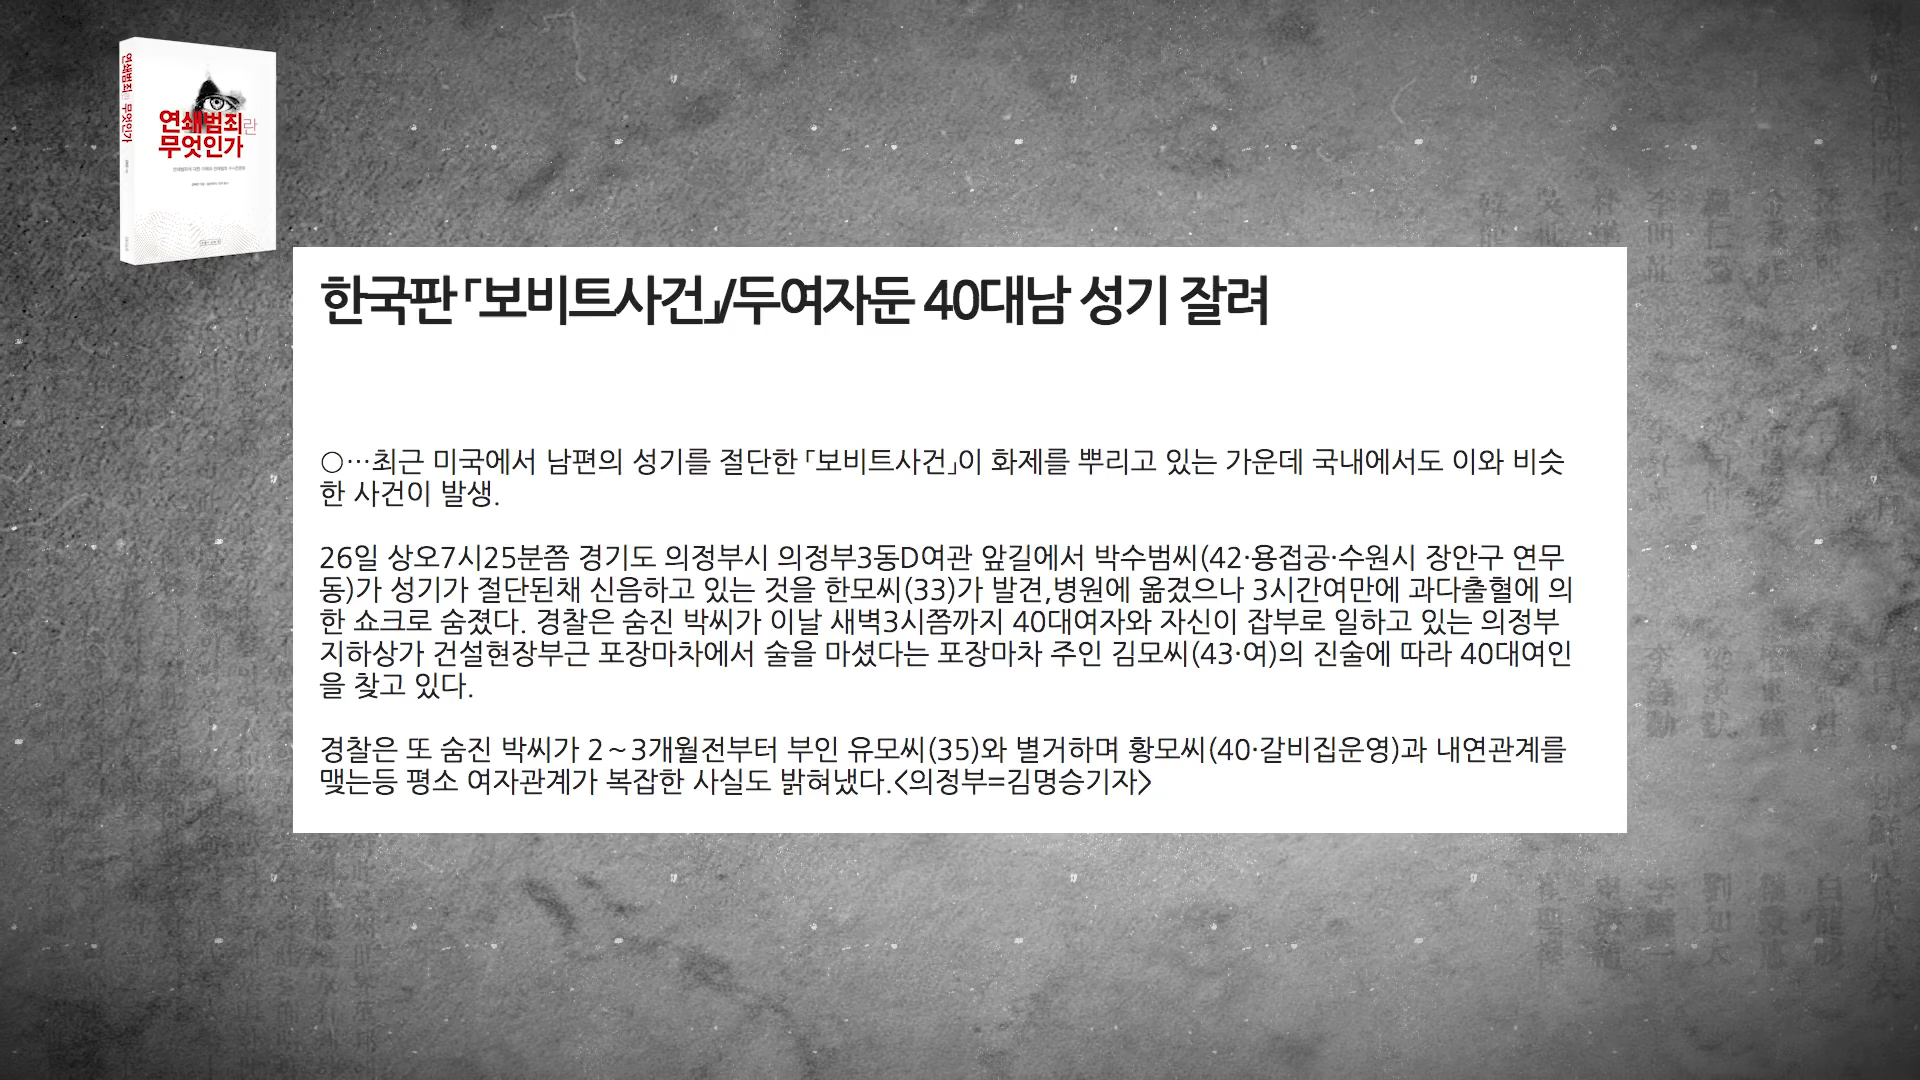 연쇄범죄란 무엇인가
연쇄범죄란
무엇인가
한국판「보비트사건」/두여자둔 40대남 성기 잘려
○…최근 미국에서 남편의 성기를 절단한「보비트사건」이 화제를 뿌리고 있는 가운데 국내에서도 이와 비슷
한 사건이 발생.
26일 상오7시25분쯤 경기도 의정부시 의정부3동D여관 앞길에서 박수범씨(42·용접공·수원시 장안구 연무
동)가 성기가 절단된채 신음하고 있는 것을 한모씨(33)가 발견,병원에 옮겼으나 3시간여만에 과다출혈에 의
한 쇼크로 숨졌다. 경찰은 숨진 박씨가 이날 새벽3시쯤까지 40대여자와 자신이 잡부로 일하고 있는 의정부
지하상가 건설현장부근 포장마차에서 술을 마셨다는 포장마차 주인 김모씨(43·여)의 진술에 따라 40대여인
을 찾고 있다.
경찰은 또 숨진 박씨가 2∼3개월전부터 부인 유모씨(35)와 별거하며 황모씨(40·갈비집운영)과 내연관계를
맺는등 평소 여자관계가 복잡한 사실도 밝혀냈다.<의정부=김명승기자>